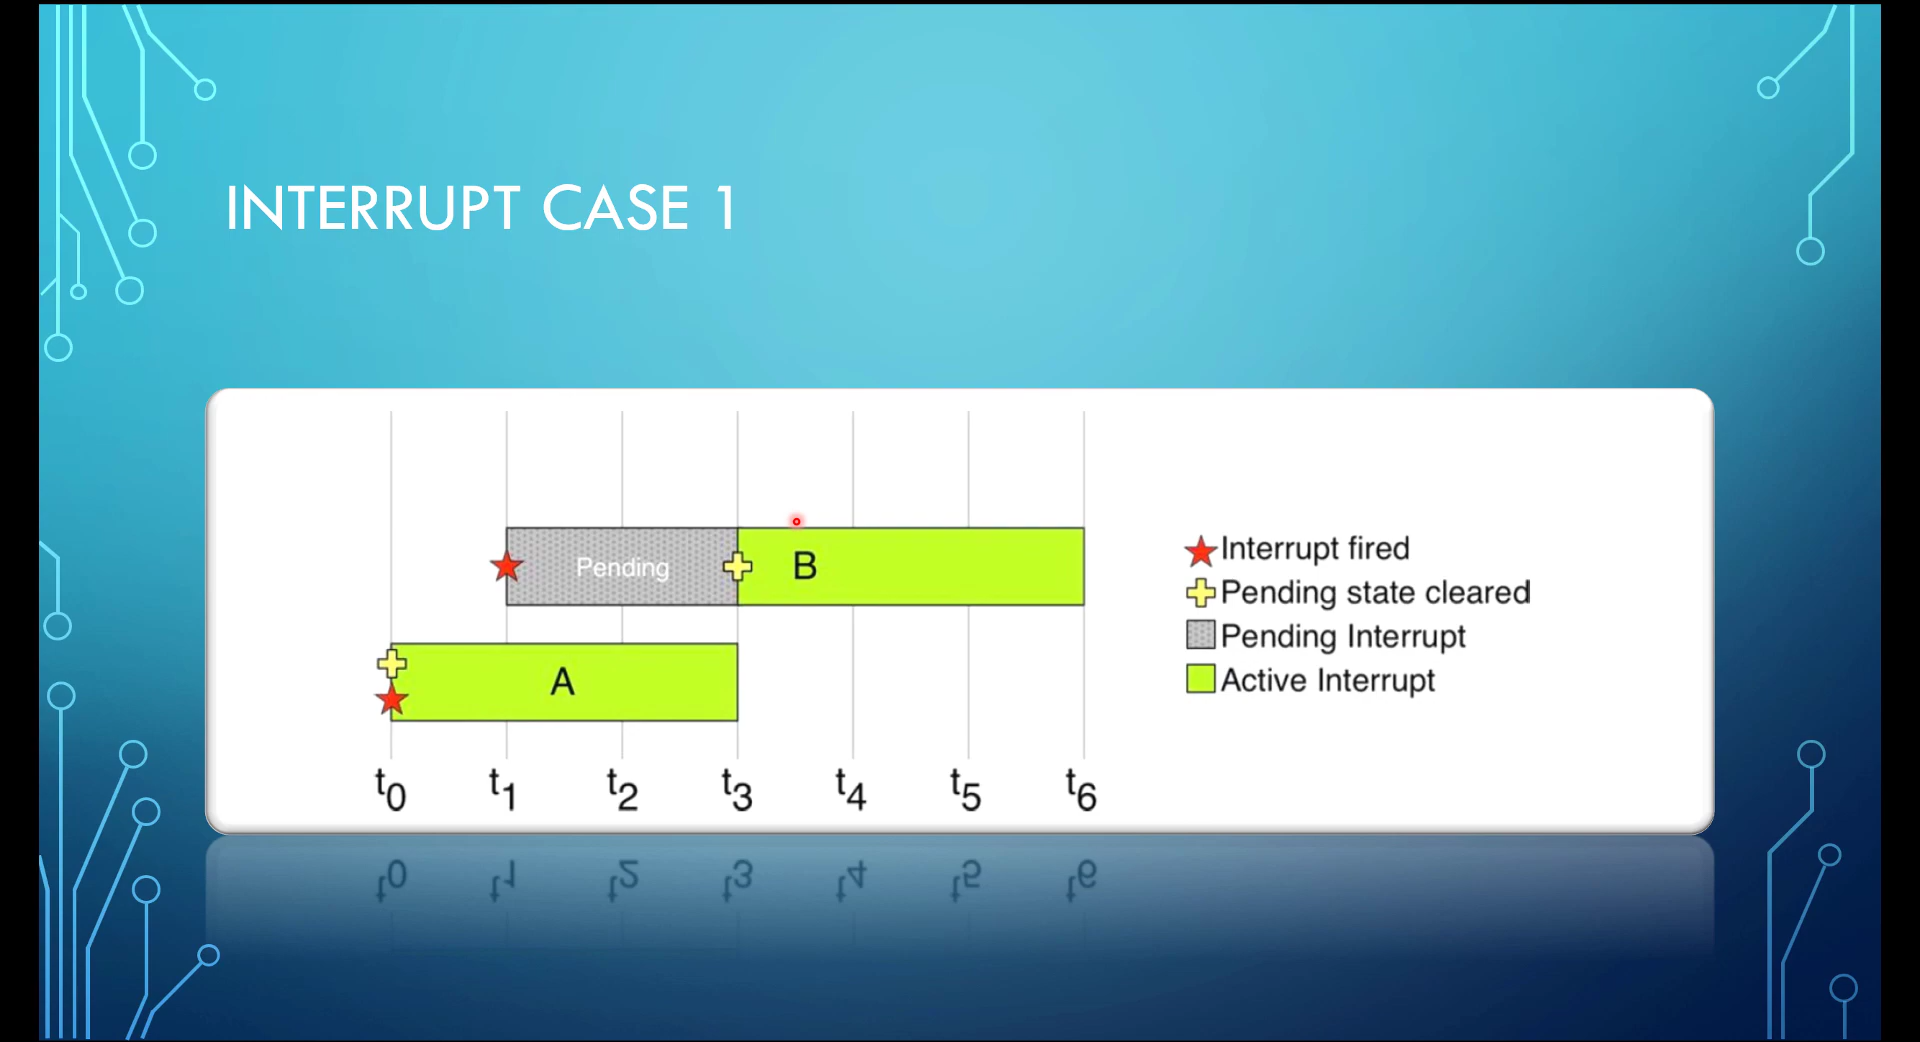 INTERRUPT CASE 1
Pending
B
A
Interrupt fired
Pending state cleared
Pending Interrupt
Active Interrupt
t0 t1 t2 t3 t4 t5 t6